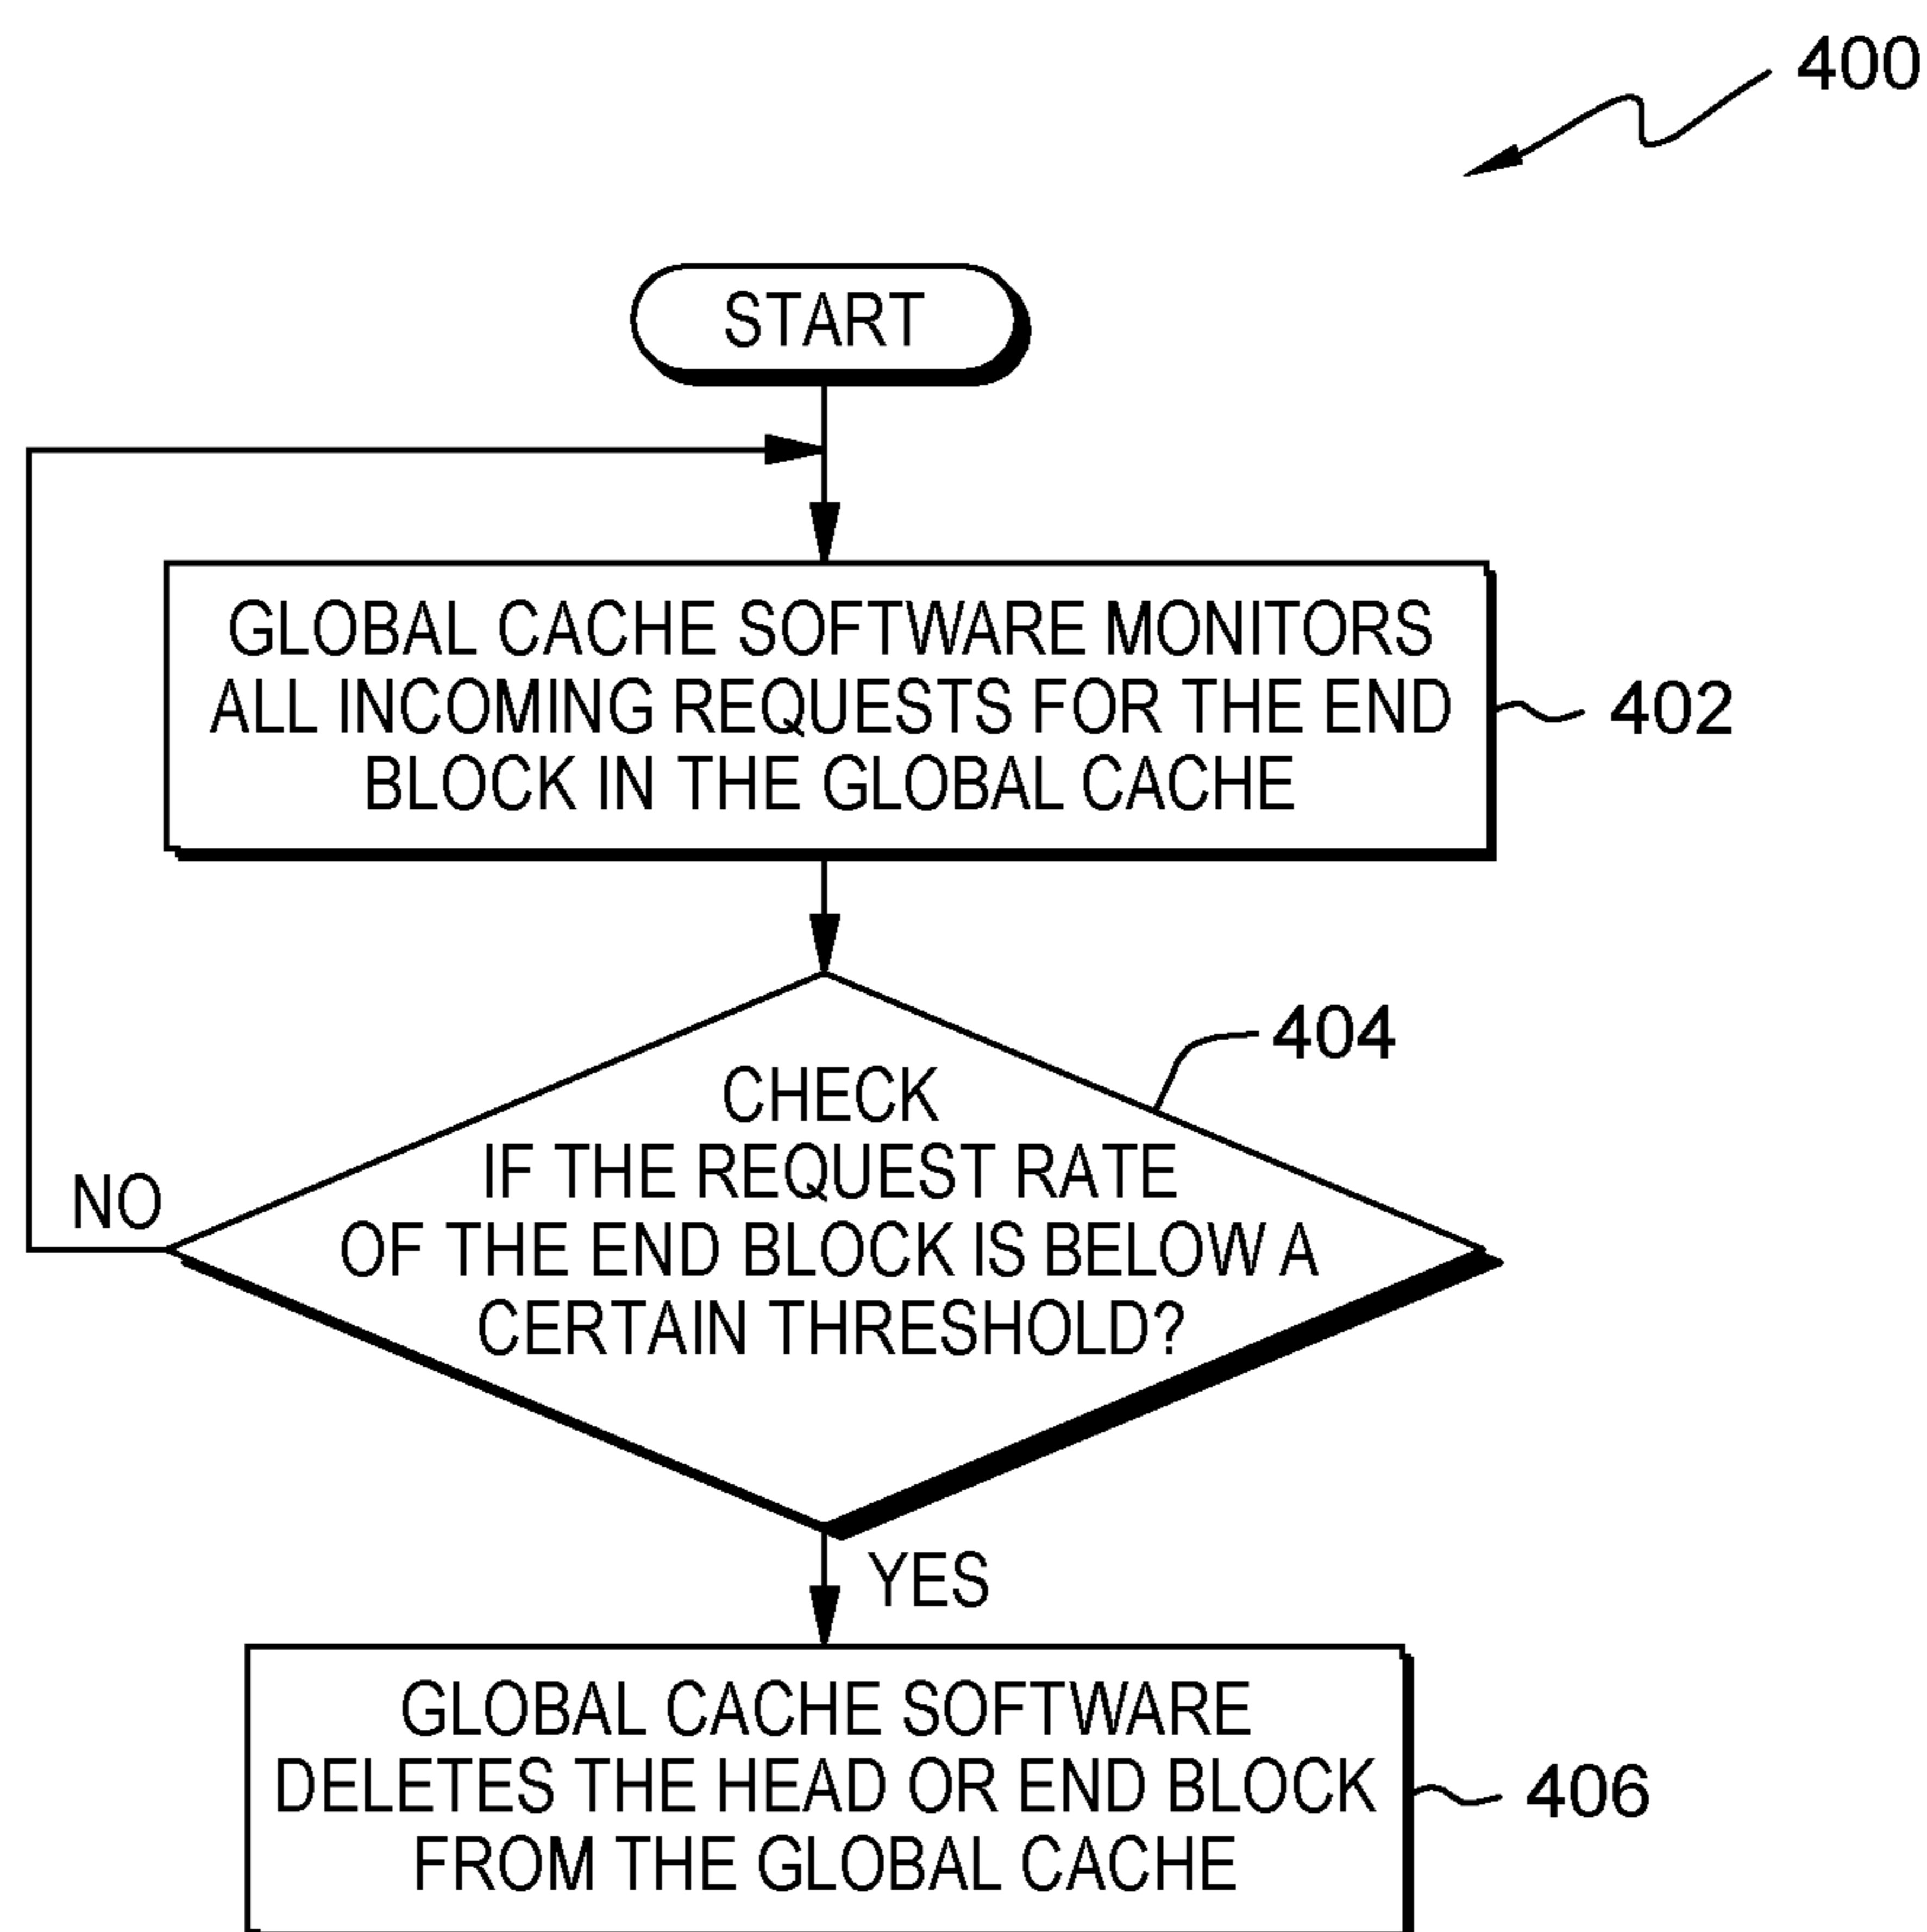 400
START
GLOBAL CACHE SOFTWARE MONITORS
ALL INCOMING REQUESTS FOR THE END
BLOCK IN THE GLOBAL CACHE
402
404
CHECK
IF THE REQUEST RATE
OF THE END BLOCK IS BELOW A
CERTAIN THRESHOLD?
NO
YES
GLOBAL CACHE SOFTWARE
DELETES THE HEAD OR END BLOCK
FROM THE GLOBAL CACHE
406